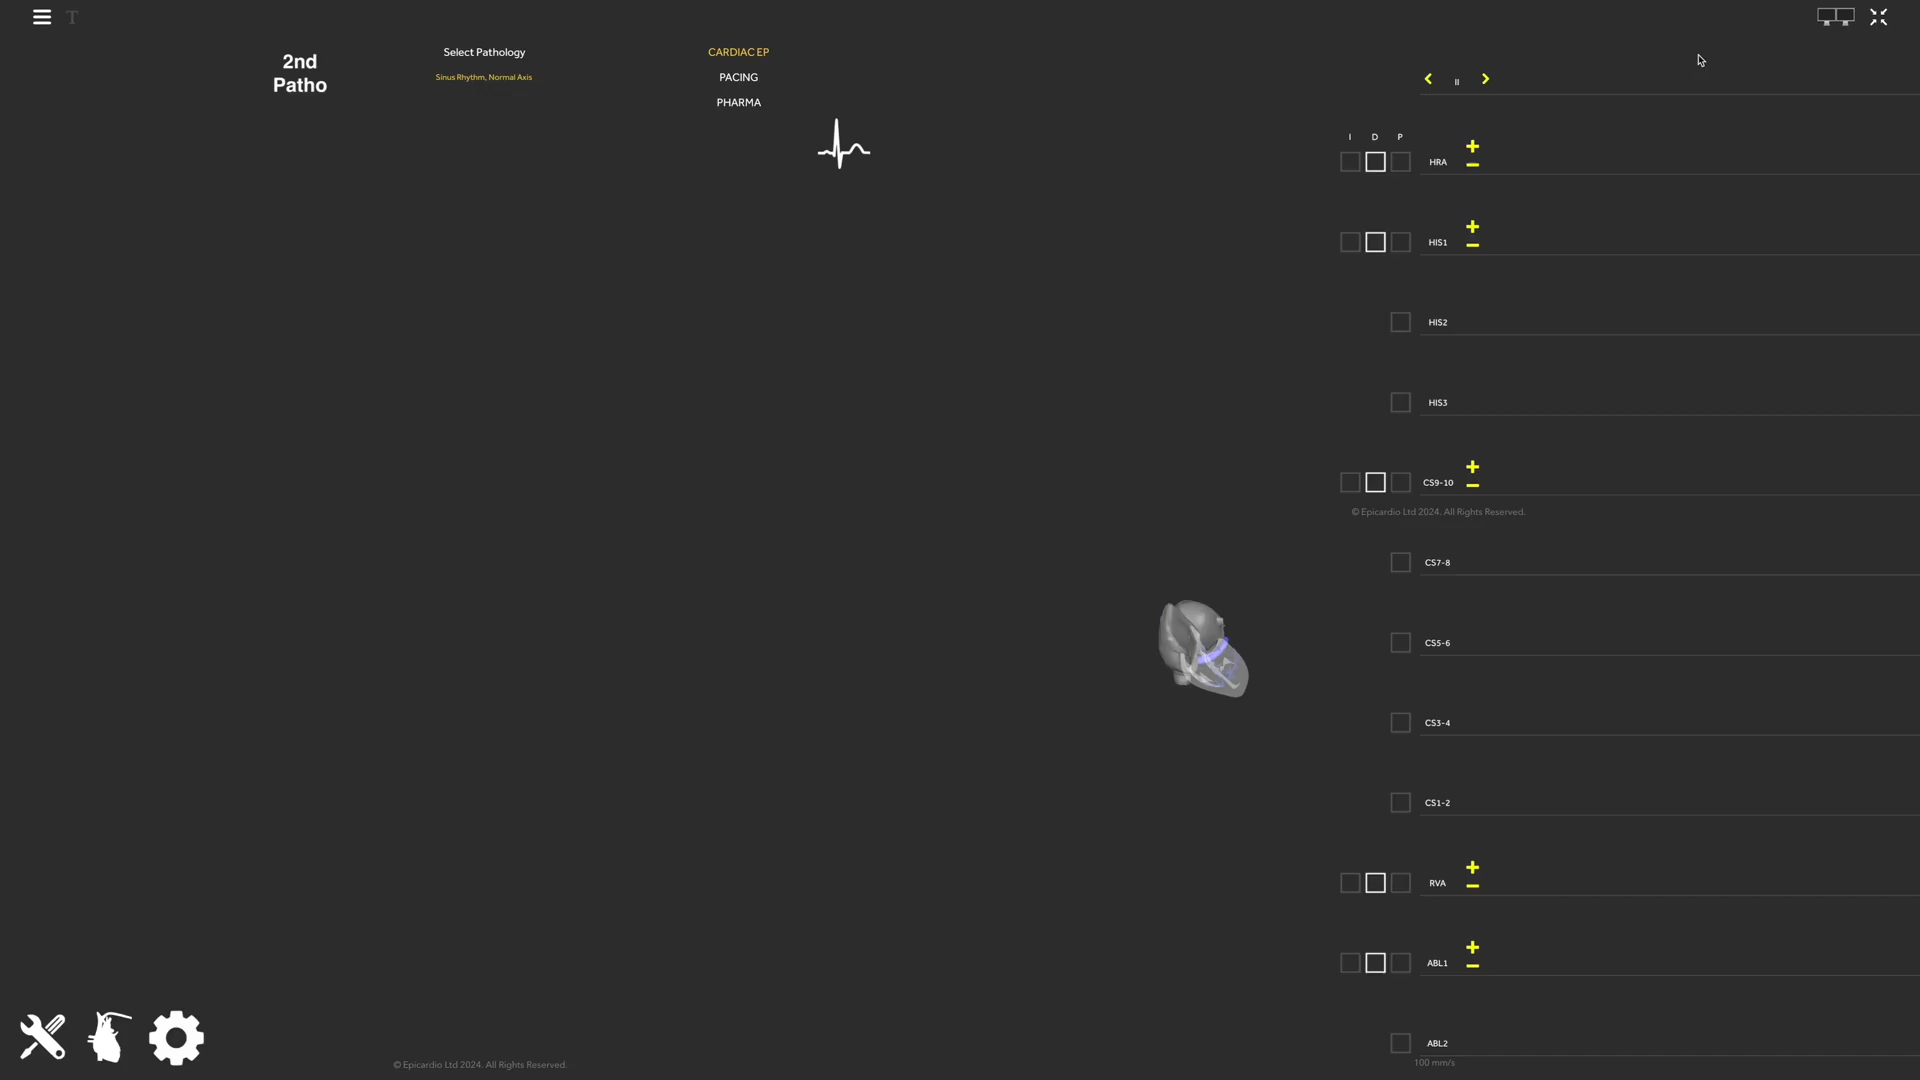 T
2nd
Patho
Select Pathology
Sinus Rhythm, Normal Axis
CARDIAC EP
PACING
PHARMA
II
I D P
HRA
HIS1
HIS2
HIS3
CS9-10
© Epicardio Ltd 2024. All Rights Reserved.
CS7-8
CS5-6
CS3-4
CS1-2
RVA
ABL1
ABL2
100 mm/s
© Epicardio Ltd 2024. All Rights Reserved.